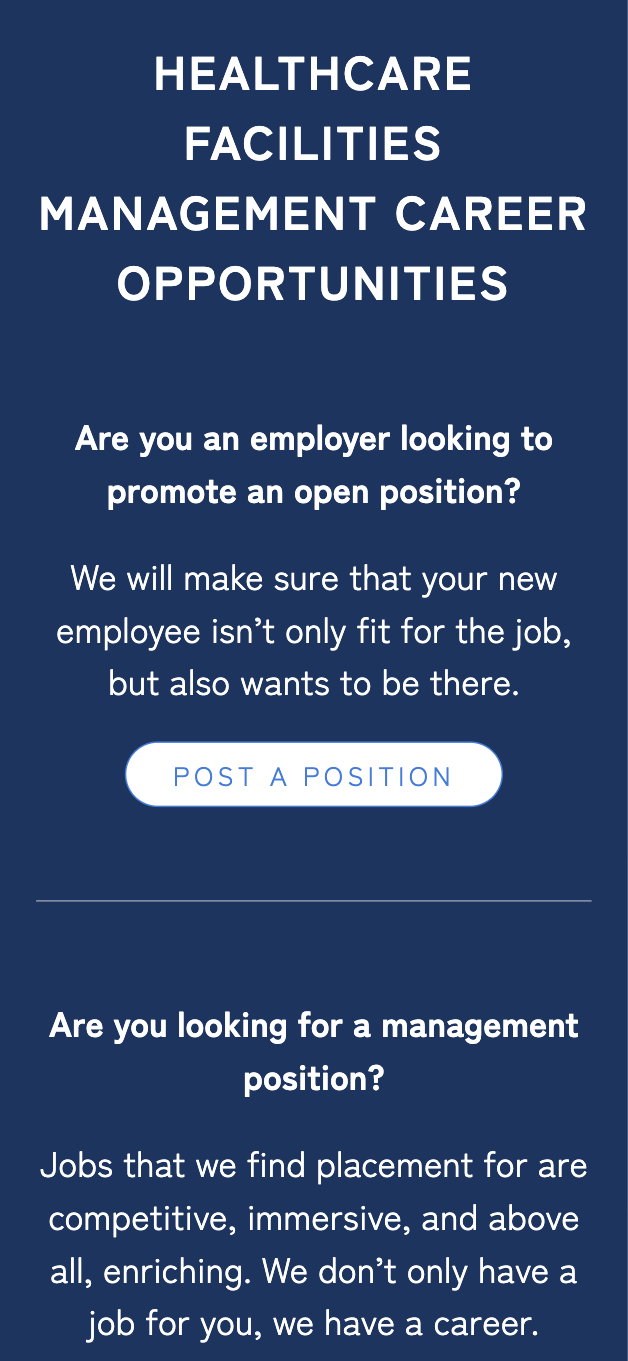 HEALTHCARE
FACILITIES
MANAGEMENT CAREER
OPPORTUNITIES
Are you an employer looking to
promote an open position?
We will make sure that your new
employee isn’t only fit for the job,
but also wants to be there.
POST A POSITION
Are you looking for a management
position?
Jobs that we find placement for are
competitive, immersive, and above
all, enriching. We don’t only have a
job for you, we have a career.